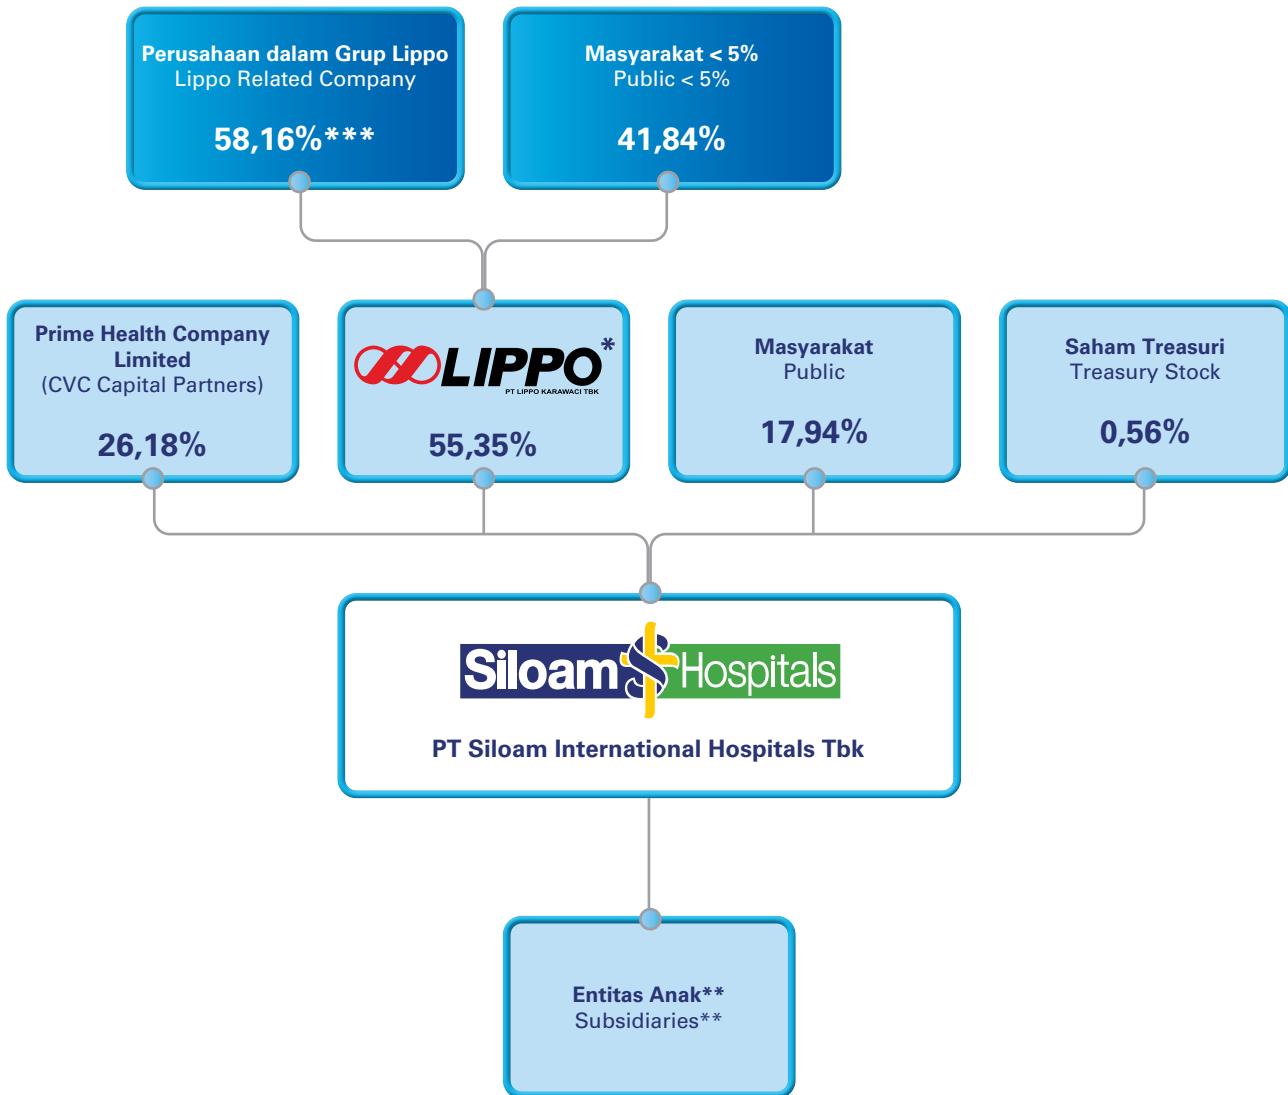 Perusahaan dalam Grup Lippo
Lippo Related Company
58,16%***
Masyarakat < 5%
Public < 5%
41,84%
Prime Health Company
Limited
(CVC Capital Partners)
26,18%
LIPPO*
PT LIPPO KARAWACI TBK
55,35%
Masyarakat
Public
17,94%
Saham Treasuri
Treasury Stock
0,56%
Siloam Hospitals
PT Siloam International Hospitals Tbk
Entitas Anak**
Subsidiaries**